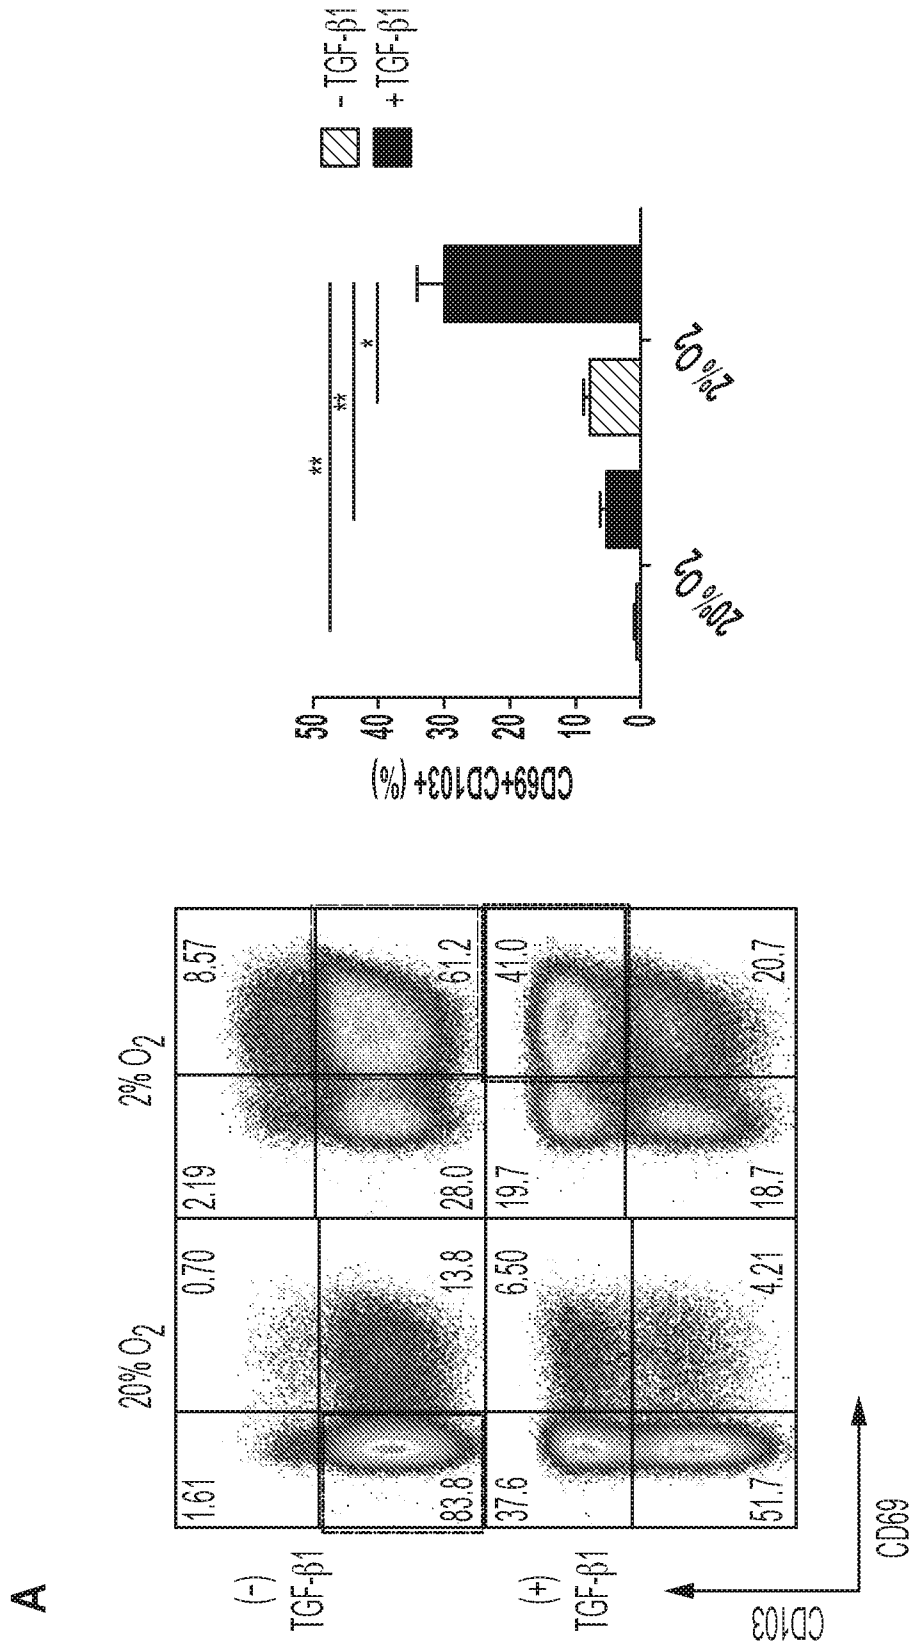 A
20% O2
2% O2
(-)
TGF-β1
1.61
0.70
2.19
8.57
83.8
13.8
28.0
61.2
(+)
TGF-β1
37.6
6.50
19.7
41.0
51.7
4.21
18.7
20.7
CD103
CD69
CD69+CD103+ (%)
50
40
30
20
10
0
**
**
*
20% O2
2% O2
- TGF-β1
+ TGF-β1